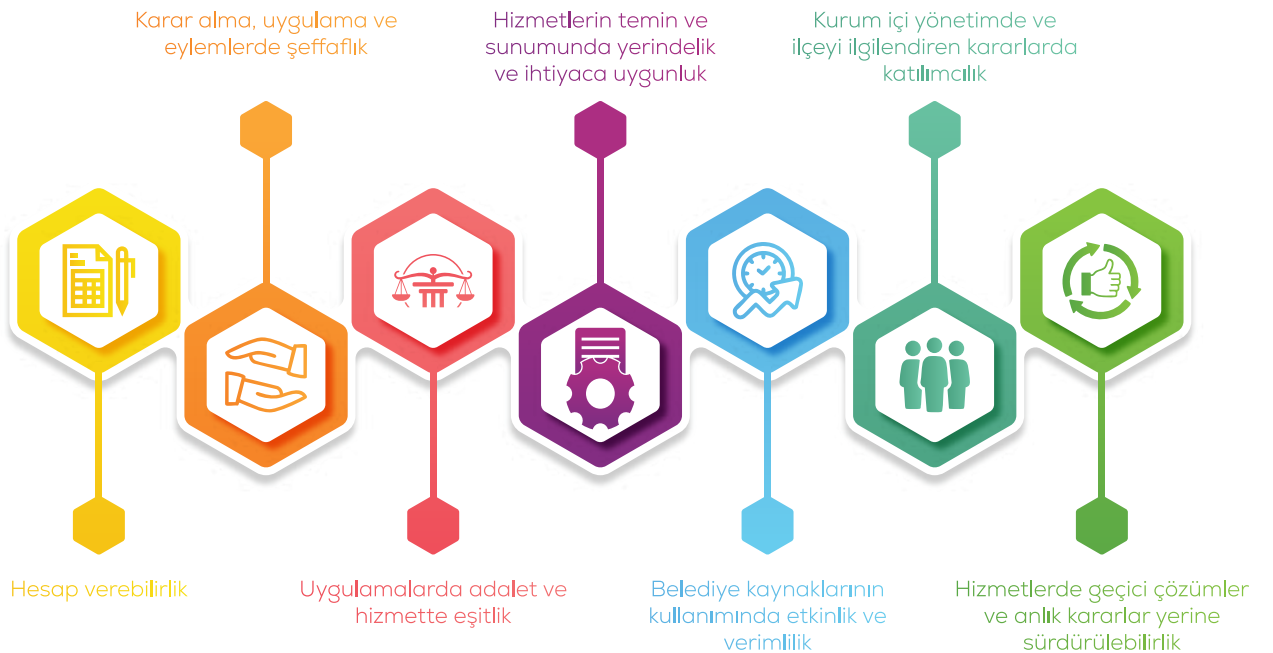 Karar alma, uygulama ve
eylemlerde şeffaflık
Hizmetlerin temin ve
sunumunda yerindelik
ve ihtiyaca uygunluk
Kurum içi yönetimde ve
ilçeyi ilgilendiren kararlarda
katılımcılık
Hesap verebilirlik
Uygulamalarda adalet ve
hizmette eşitlik
Belediye kaynaklarının
kullanımında etkinlik ve
verimlilik
Hizmetlerde geçici çözümler
ve anlık kararlar yerine
sürdürülebilirlik